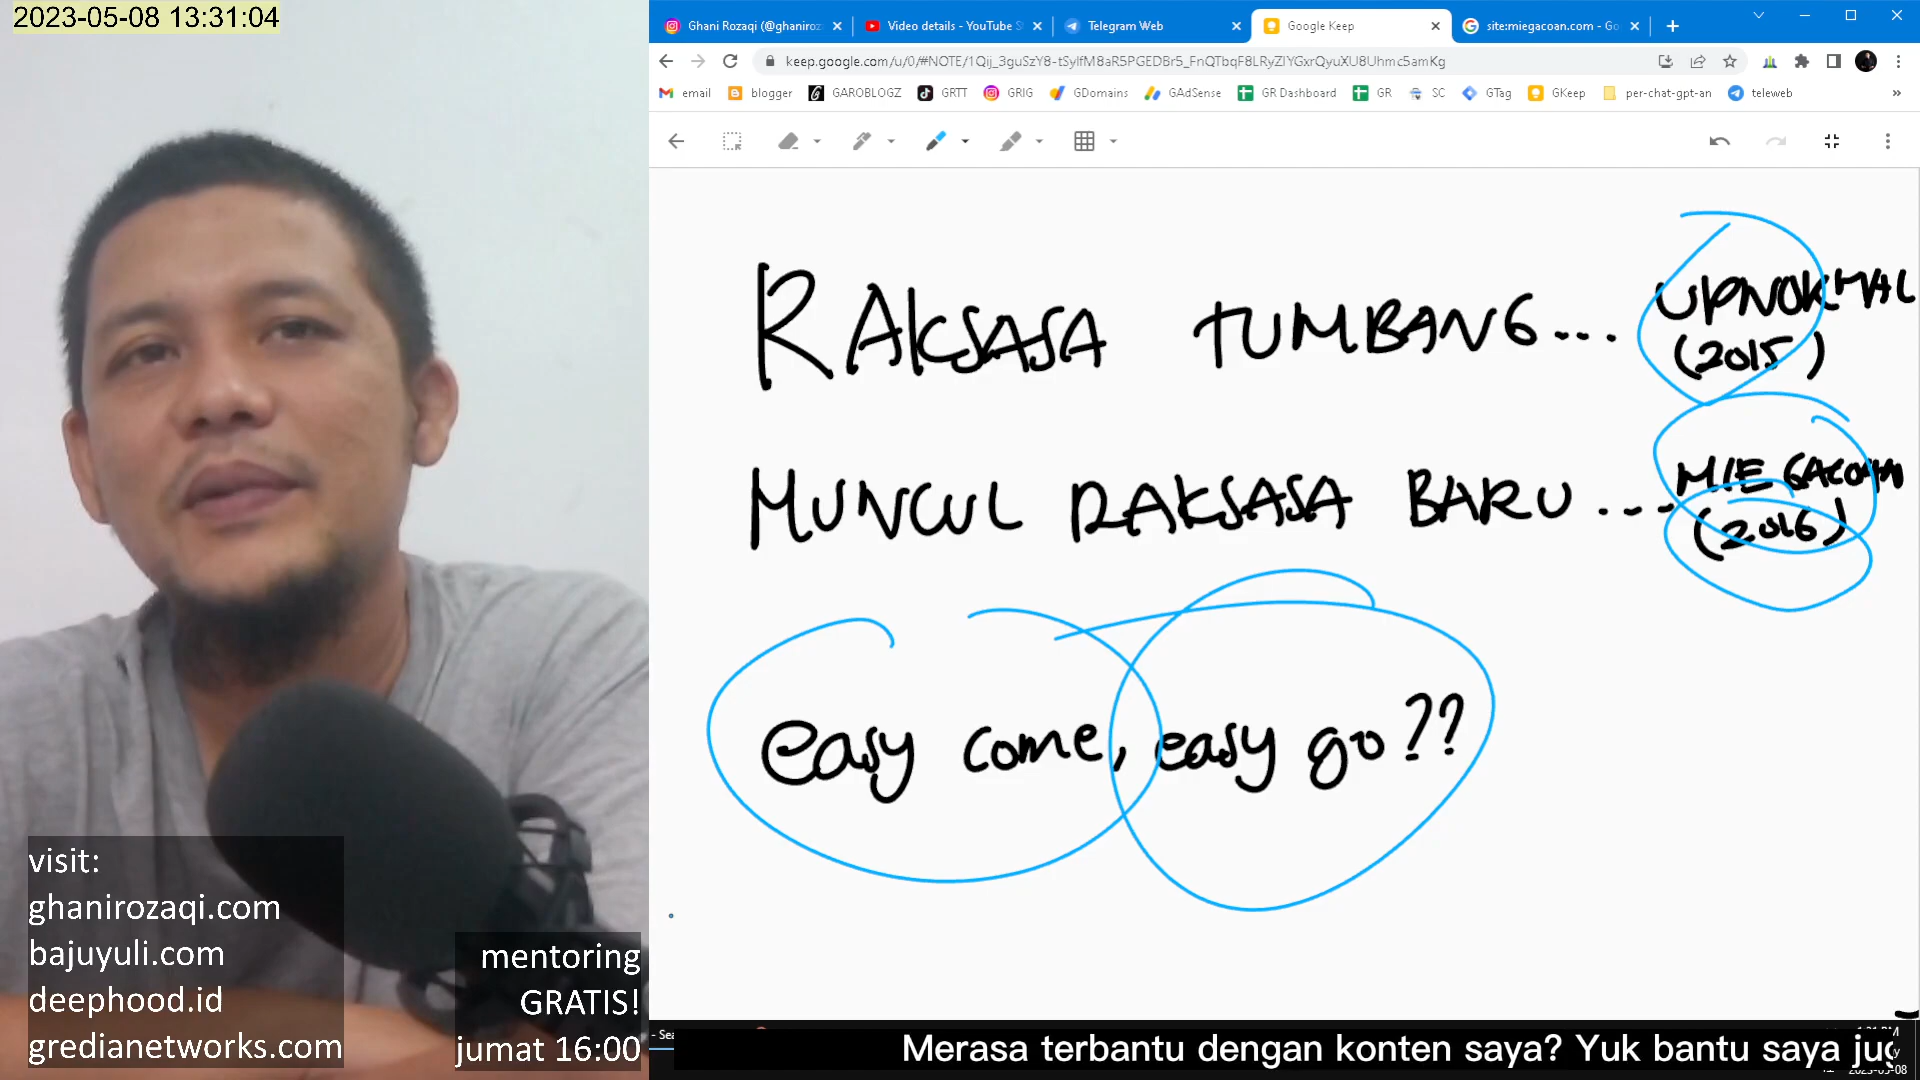 2023-05-08 13:31:04
Ghani Rozaqi (@ghaniroz
Video details - YouTube S
Telegram Web
Google Keep
site:miegacoan.com - Go
keep.google.com/u/0/#NOTE/1Qij_3guSzY8-tSylfM8aR5PGEDBr5_FnQTbqF8LRyZIYGxrQyuXU8Uhmc5amKg
email blogger GAROBLOGZ GRTT GRIG GDomains GAdSense GR Dashboard GR SC GTag GKeep per-chat-gpt-an teleweb
RAKSASA TUMBANG... UPNORMAL
(2015)
MUNCUL RAKSASA BARU... MIE GACOAN
(2016)
easy come, easy go??
visit:
ghanirozaqi.com
bajuyuli.com
deephood.id
gredianetworks.com
mentoring
GRATIS!
jumat 16:00
Merasa terbantu dengan konten saya? Yuk bantu saya jug